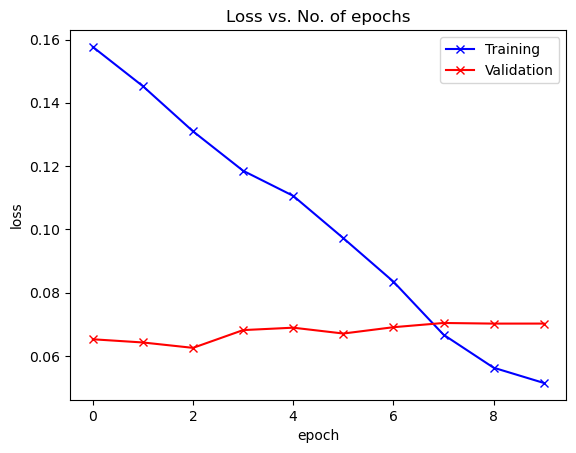 Loss vs. No. of epochs
Training
Validation
0.16
0.14
0.12
0.10
0.08
0.06
loss
0 2 4 6 8
epoch